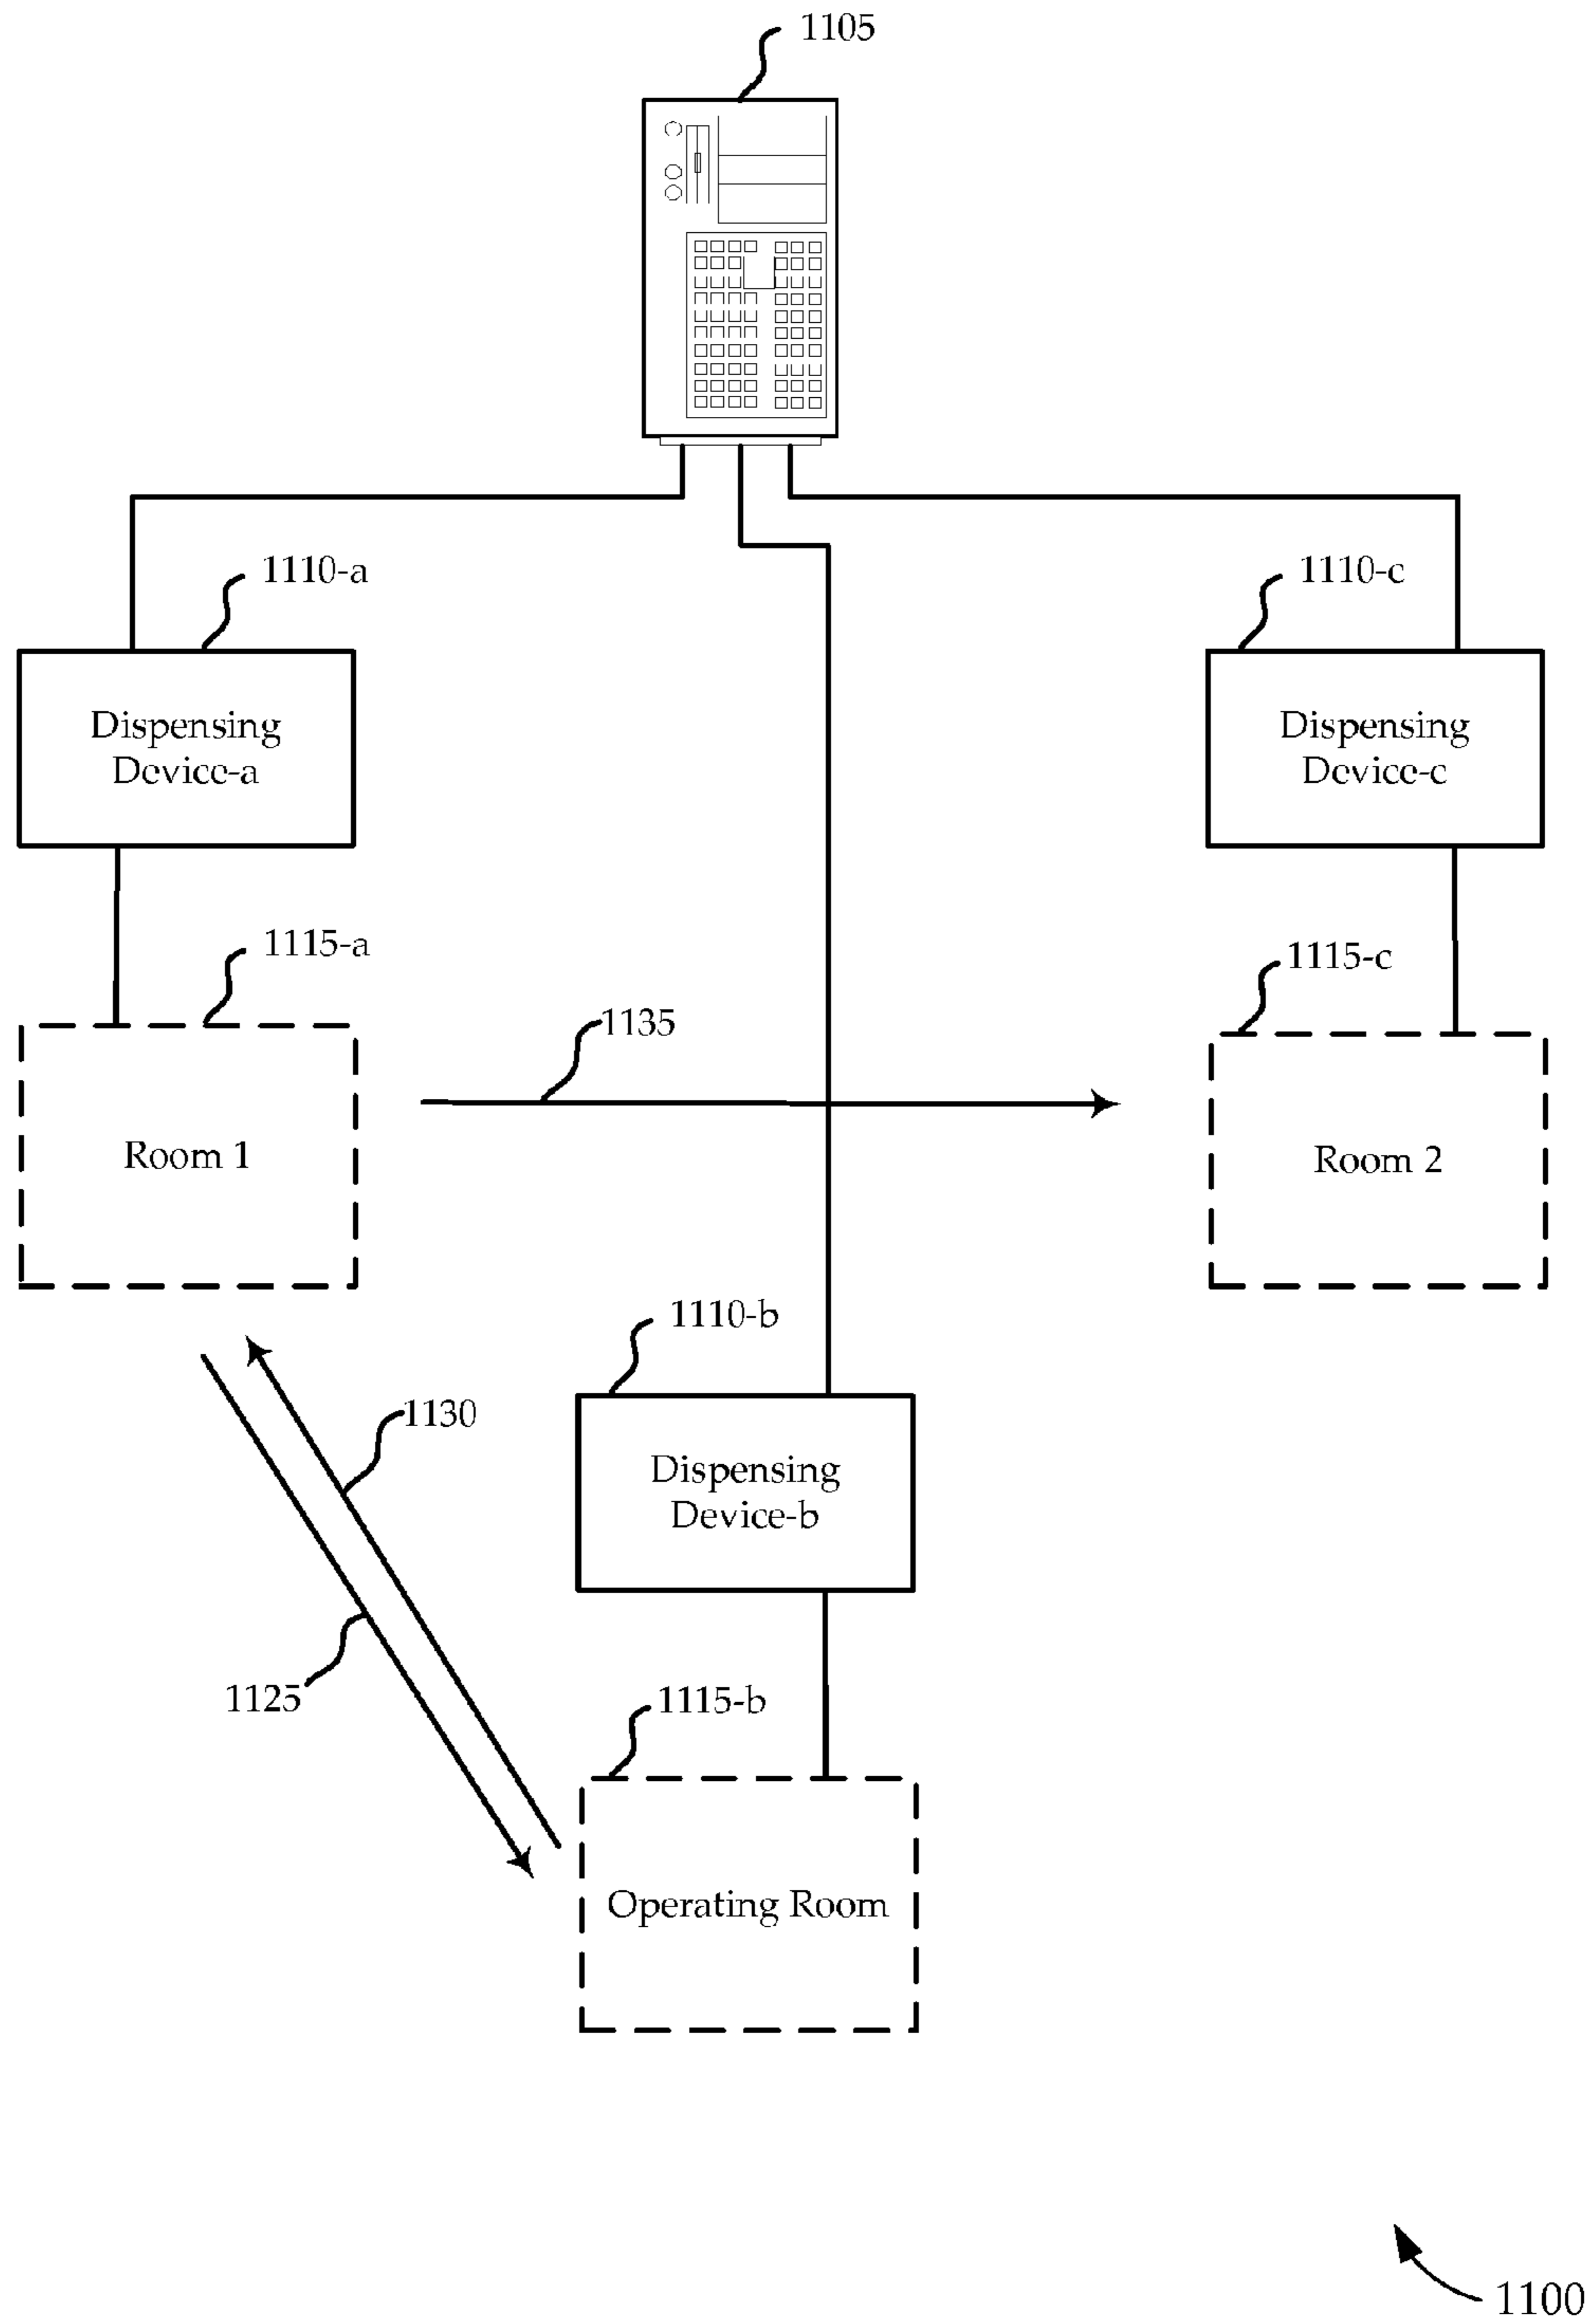 1105
1110-a
1110-c
Dispensing
Device-a
Dispensing
Device-c
1115-a
1115-c
1135
Room 1
Room 2
1110-b
1130
Dispensing
Device-b
1125
1115-b
Operating Room
1100